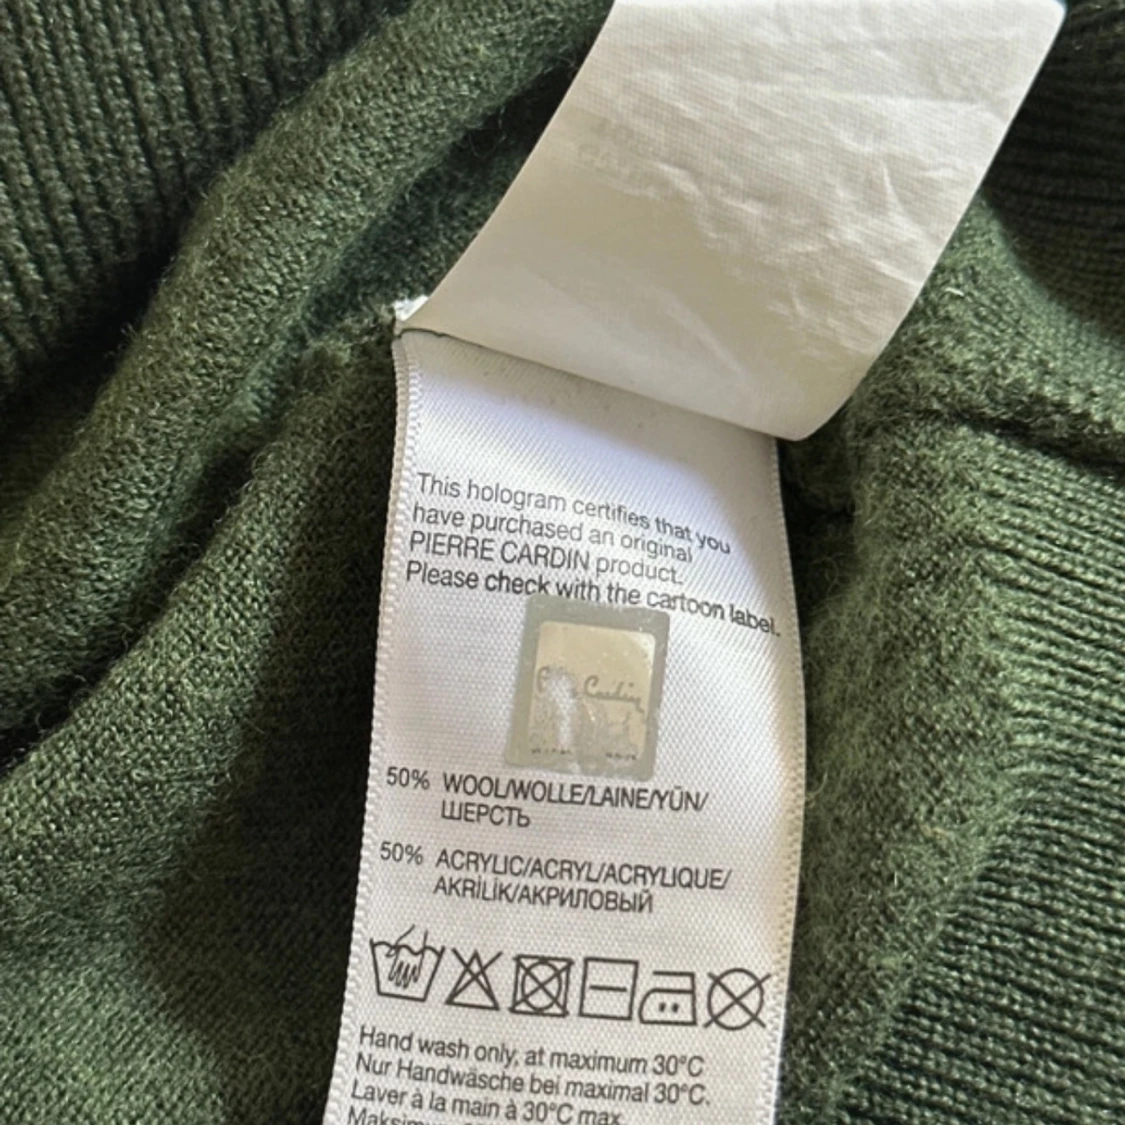 This hologram certifies that you
have purchased an original
PIERRE CARDIN product.
Please check with the cartoon label.
Cardin
50% WOOL/WOLLE/LAINE/YÜN/
ШЕРСТЬ
50% ACRYLIC/ACRYL/ACRYLIQUE/
AKRİLİK/АКРИЛОВЫЙ
Hand wash only, at maximum 30°C
Nur Handwäsche bei maximal 30°C.
Laver à la main à 30°C max.